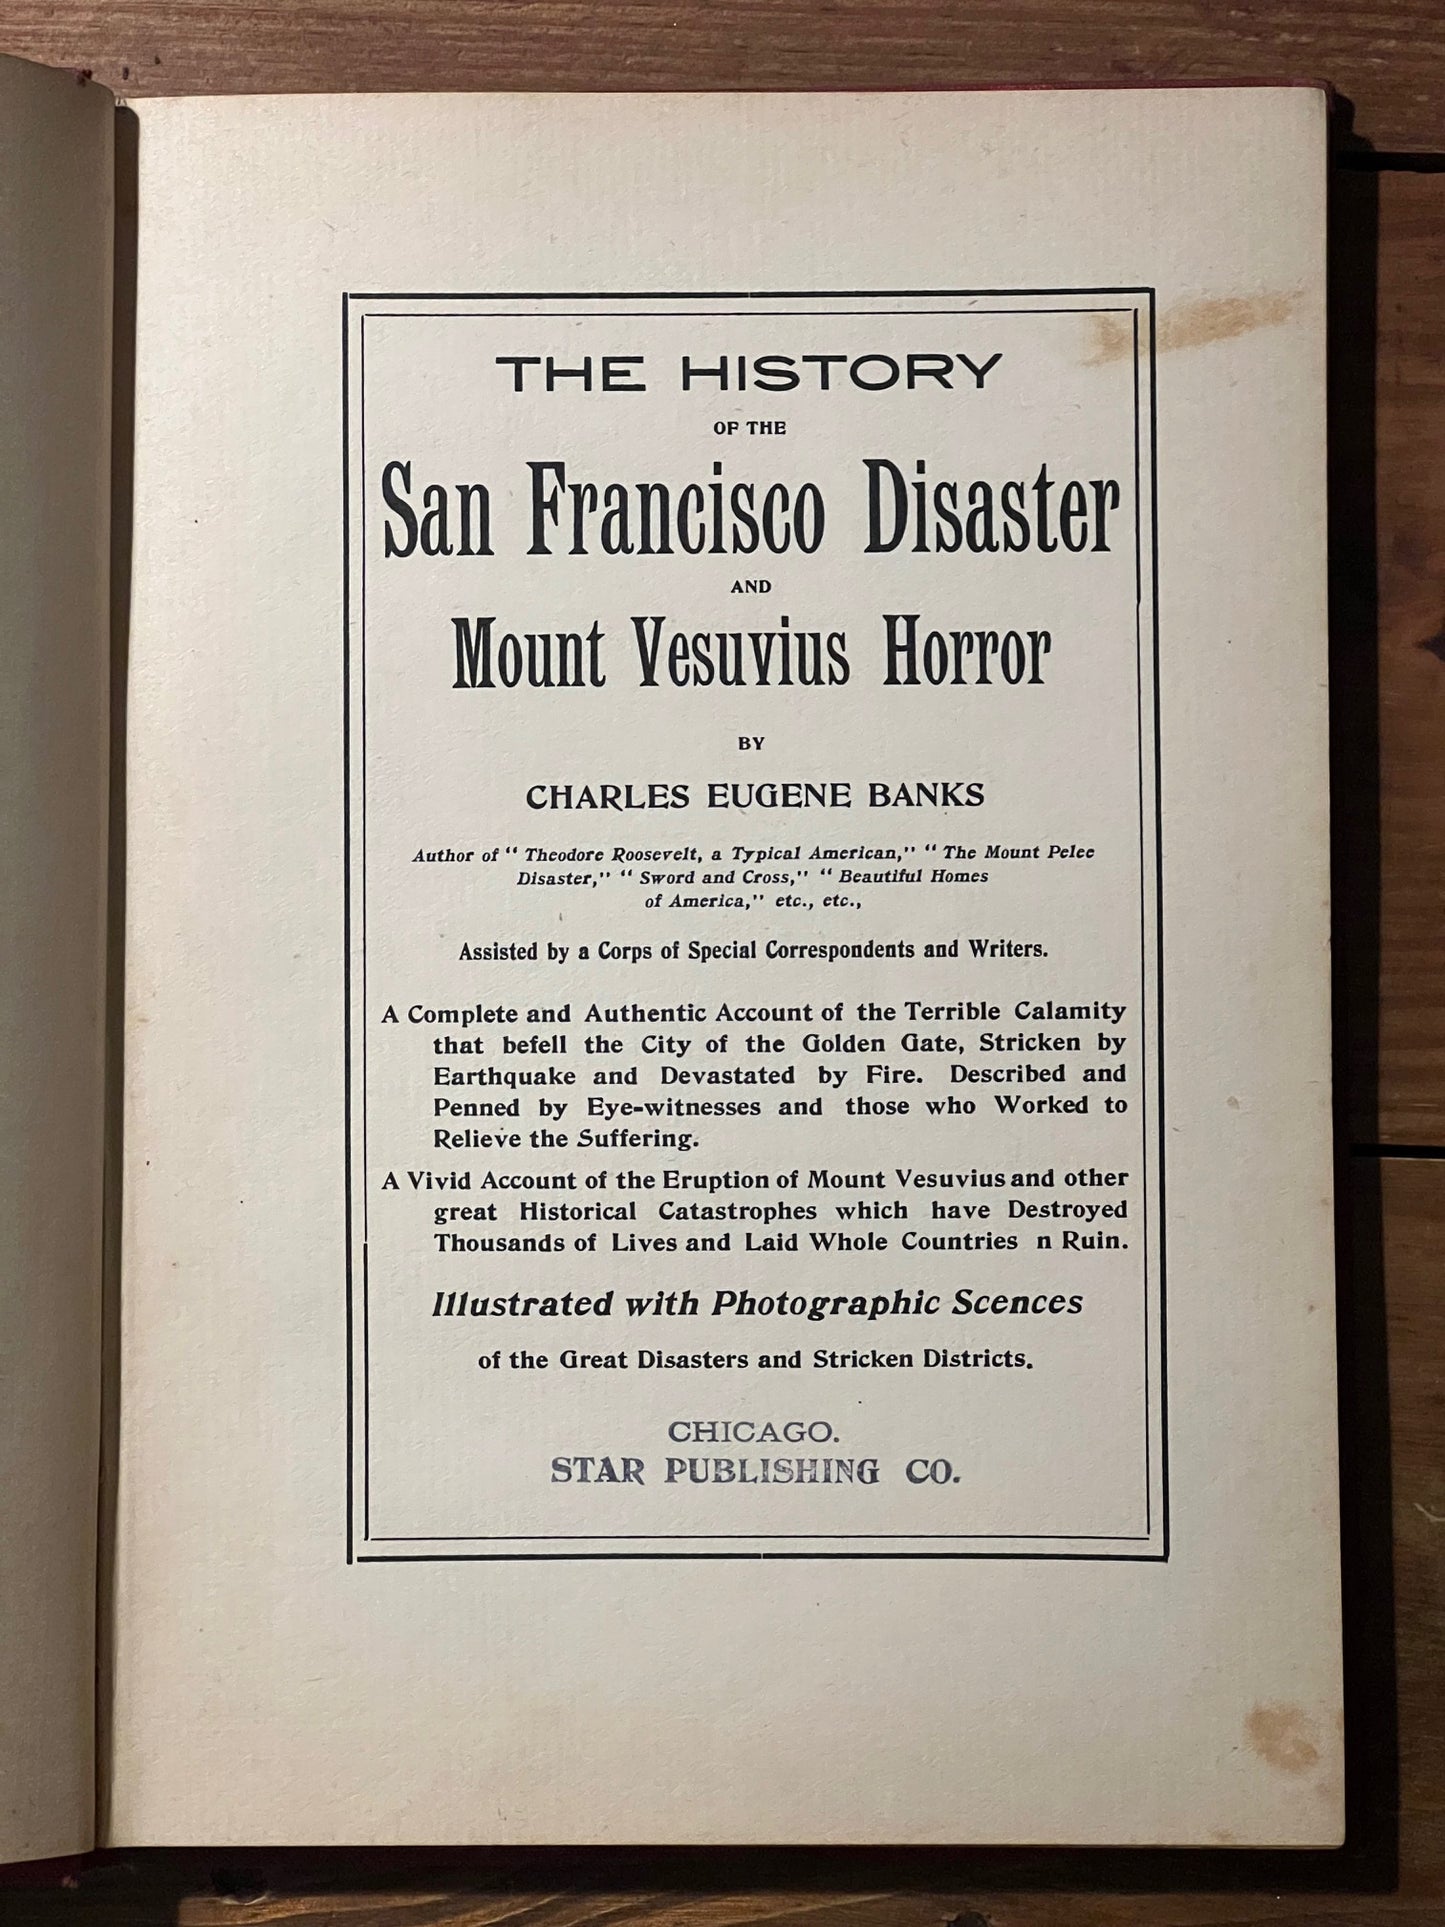 THE HISTORY
OF THE
San Francisco Disaster
AND
Mount Vesuvius Horror
BY
CHARLES EUGENE BANKS
Author of “ Theodore Roosevelt, a Typical American,” “ The Mount Pelee
Disaster,” “ Sword and Cross,” “ Beautiful Homes
of America,” etc., etc.,
Assisted by a Corps of Special Correspondents and Writers.
A Complete and Authentic Account of the Terrible Calamity
that befell the City of the Golden Gate, Stricken by
Earthquake and Devastated by Fire. Described and
Penned by Eye-witnesses and those who Worked to
Relieve the Suffering.
A Vivid Account of the Eruption of Mount Vesuvius and other
great Historical Catastrophes which have Destroyed
Thousands of Lives and Laid Whole Countries n Ruin.
Illustrated with Photographic Scences
of the Great Disasters and Stricken Districts.
CHICAGO.
STAR PUBLISHING CO.